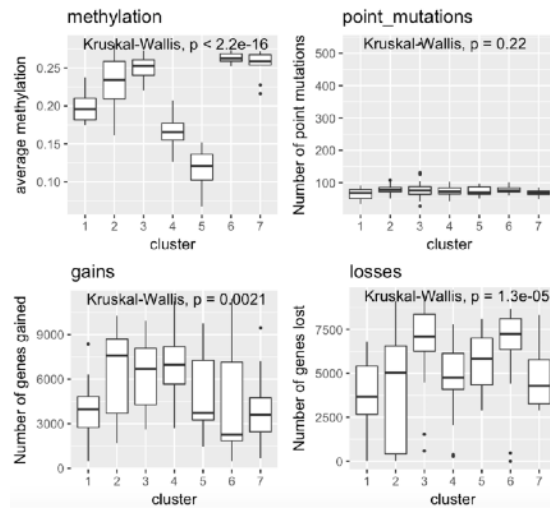 methylation
Kruskal-Wallis, p < 2.2e-16
average methylation
0.25
0.20
0.15
0.10
1 2 3 4 5 6 7
cluster
point_mutations
Kruskal-Wallis, p = 0.22
Number of point mutations
500
400
300
200
100
1 2 3 4 5 6 7
cluster
gains
Kruskal-Wallis, p = 0.0021
Number of genes gained
9000
6000
3000
0
1 2 3 4 5 6 7
cluster
losses
Kruskal-Wallis, p = 1.3e-05
Number of genes lost
7500
5000
2500
0
1 2 3 4 5 6 7
cluster